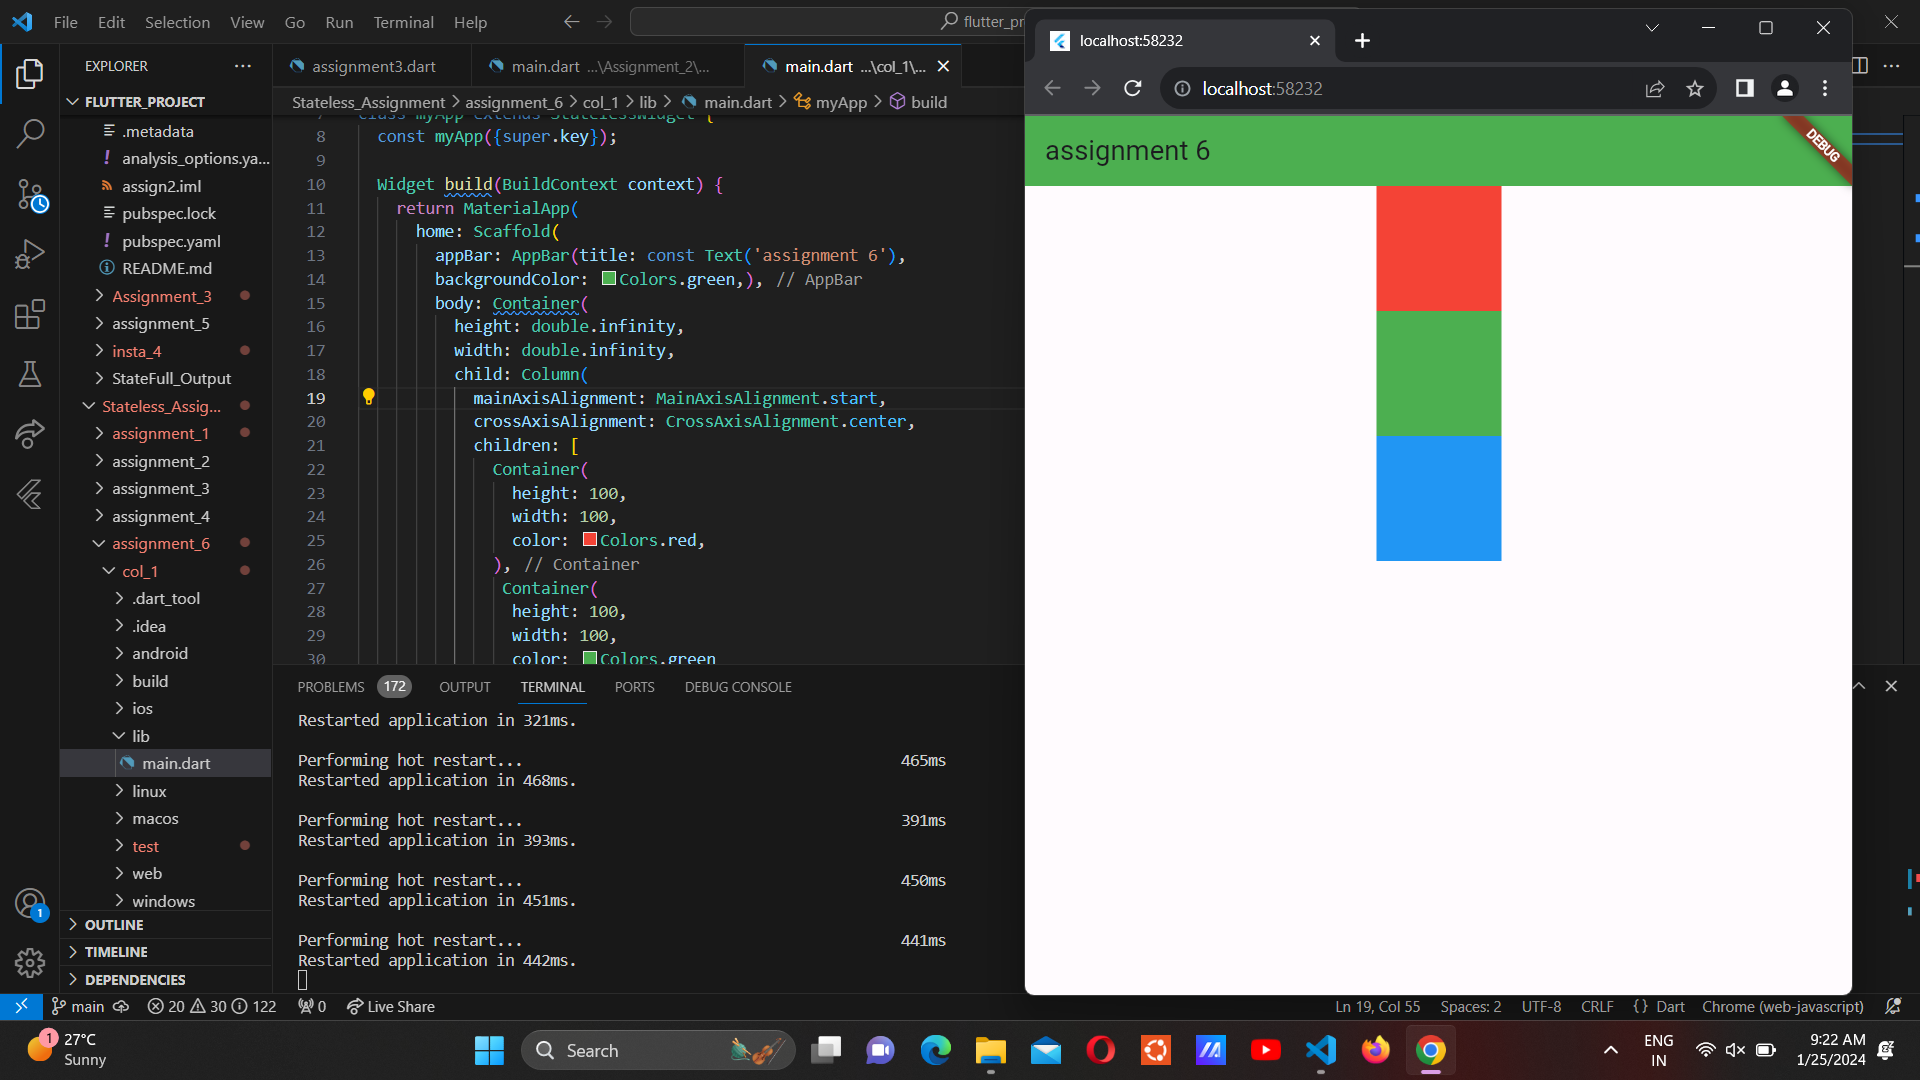 File Edit Selection View Go Run Terminal Help
flutter_pr
EXPLORER
FLUTTER_PROJECT
.metadata
analysis_options.ya...
assign2.iml
pubspec.lock
pubspec.yaml
README.md
Assignment_3
assignment_5
insta_4
StateFull_Output
Stateless_Assig...
assignment_1
assignment_2
assignment_3
assignment_4
assignment_6
col_1
.dart_tool
.idea
android
build
ios
lib
main.dart
linux
macos
test
web
windows
OUTLINE
TIMELINE
DEPENDENCIES
assignment3.dart
main.dart ...\Assignment_2\...
main.dart ...\col_1\...
Stateless_Assignment > assignment_6 > col_1 > lib > main.dart > myApp > build
7 class myApp extends StatelessWidget {
8 const myApp({super.key});
9
10 Widget build(BuildContext context) {
11 return MaterialApp(
12 home: Scaffold(
13 appBar: AppBar(title: const Text('assignment 6'),
14 backgroundColor: Colors.green,), // AppBar
15 body: Container(
16 height: double.infinity,
17 width: double.infinity,
18 child: Column(
19 mainAxisAlignment: MainAxisAlignment.start,
20 crossAxisAlignment: CrossAxisAlignment.center,
21 children: [
22 Container(
23 height: 100,
24 width: 100,
25 color: Colors.red,
26 ), // Container
27 Container(
28 height: 100,
29 width: 100,
30 color: Colors.green
PROBLEMS 172 OUTPUT TERMINAL PORTS DEBUG CONSOLE
Restarted application in 321ms.
Performing hot restart... 465ms
Restarted application in 468ms.
Performing hot restart... 391ms
Restarted application in 393ms.
Performing hot restart... 450ms
Restarted application in 451ms.
Performing hot restart... 441ms
Restarted application in 442ms.
localhost:58232
localhost:58232
assignment 6
DEBUG
main 20 30 122 0 Live Share
Ln 19, Col 55 Spaces: 2 UTF-8 CRLF {} Dart Chrome (web-javascript)
1
1
27°C
Sunny
Search
ENG
IN
9:22 AM
1/25/2024